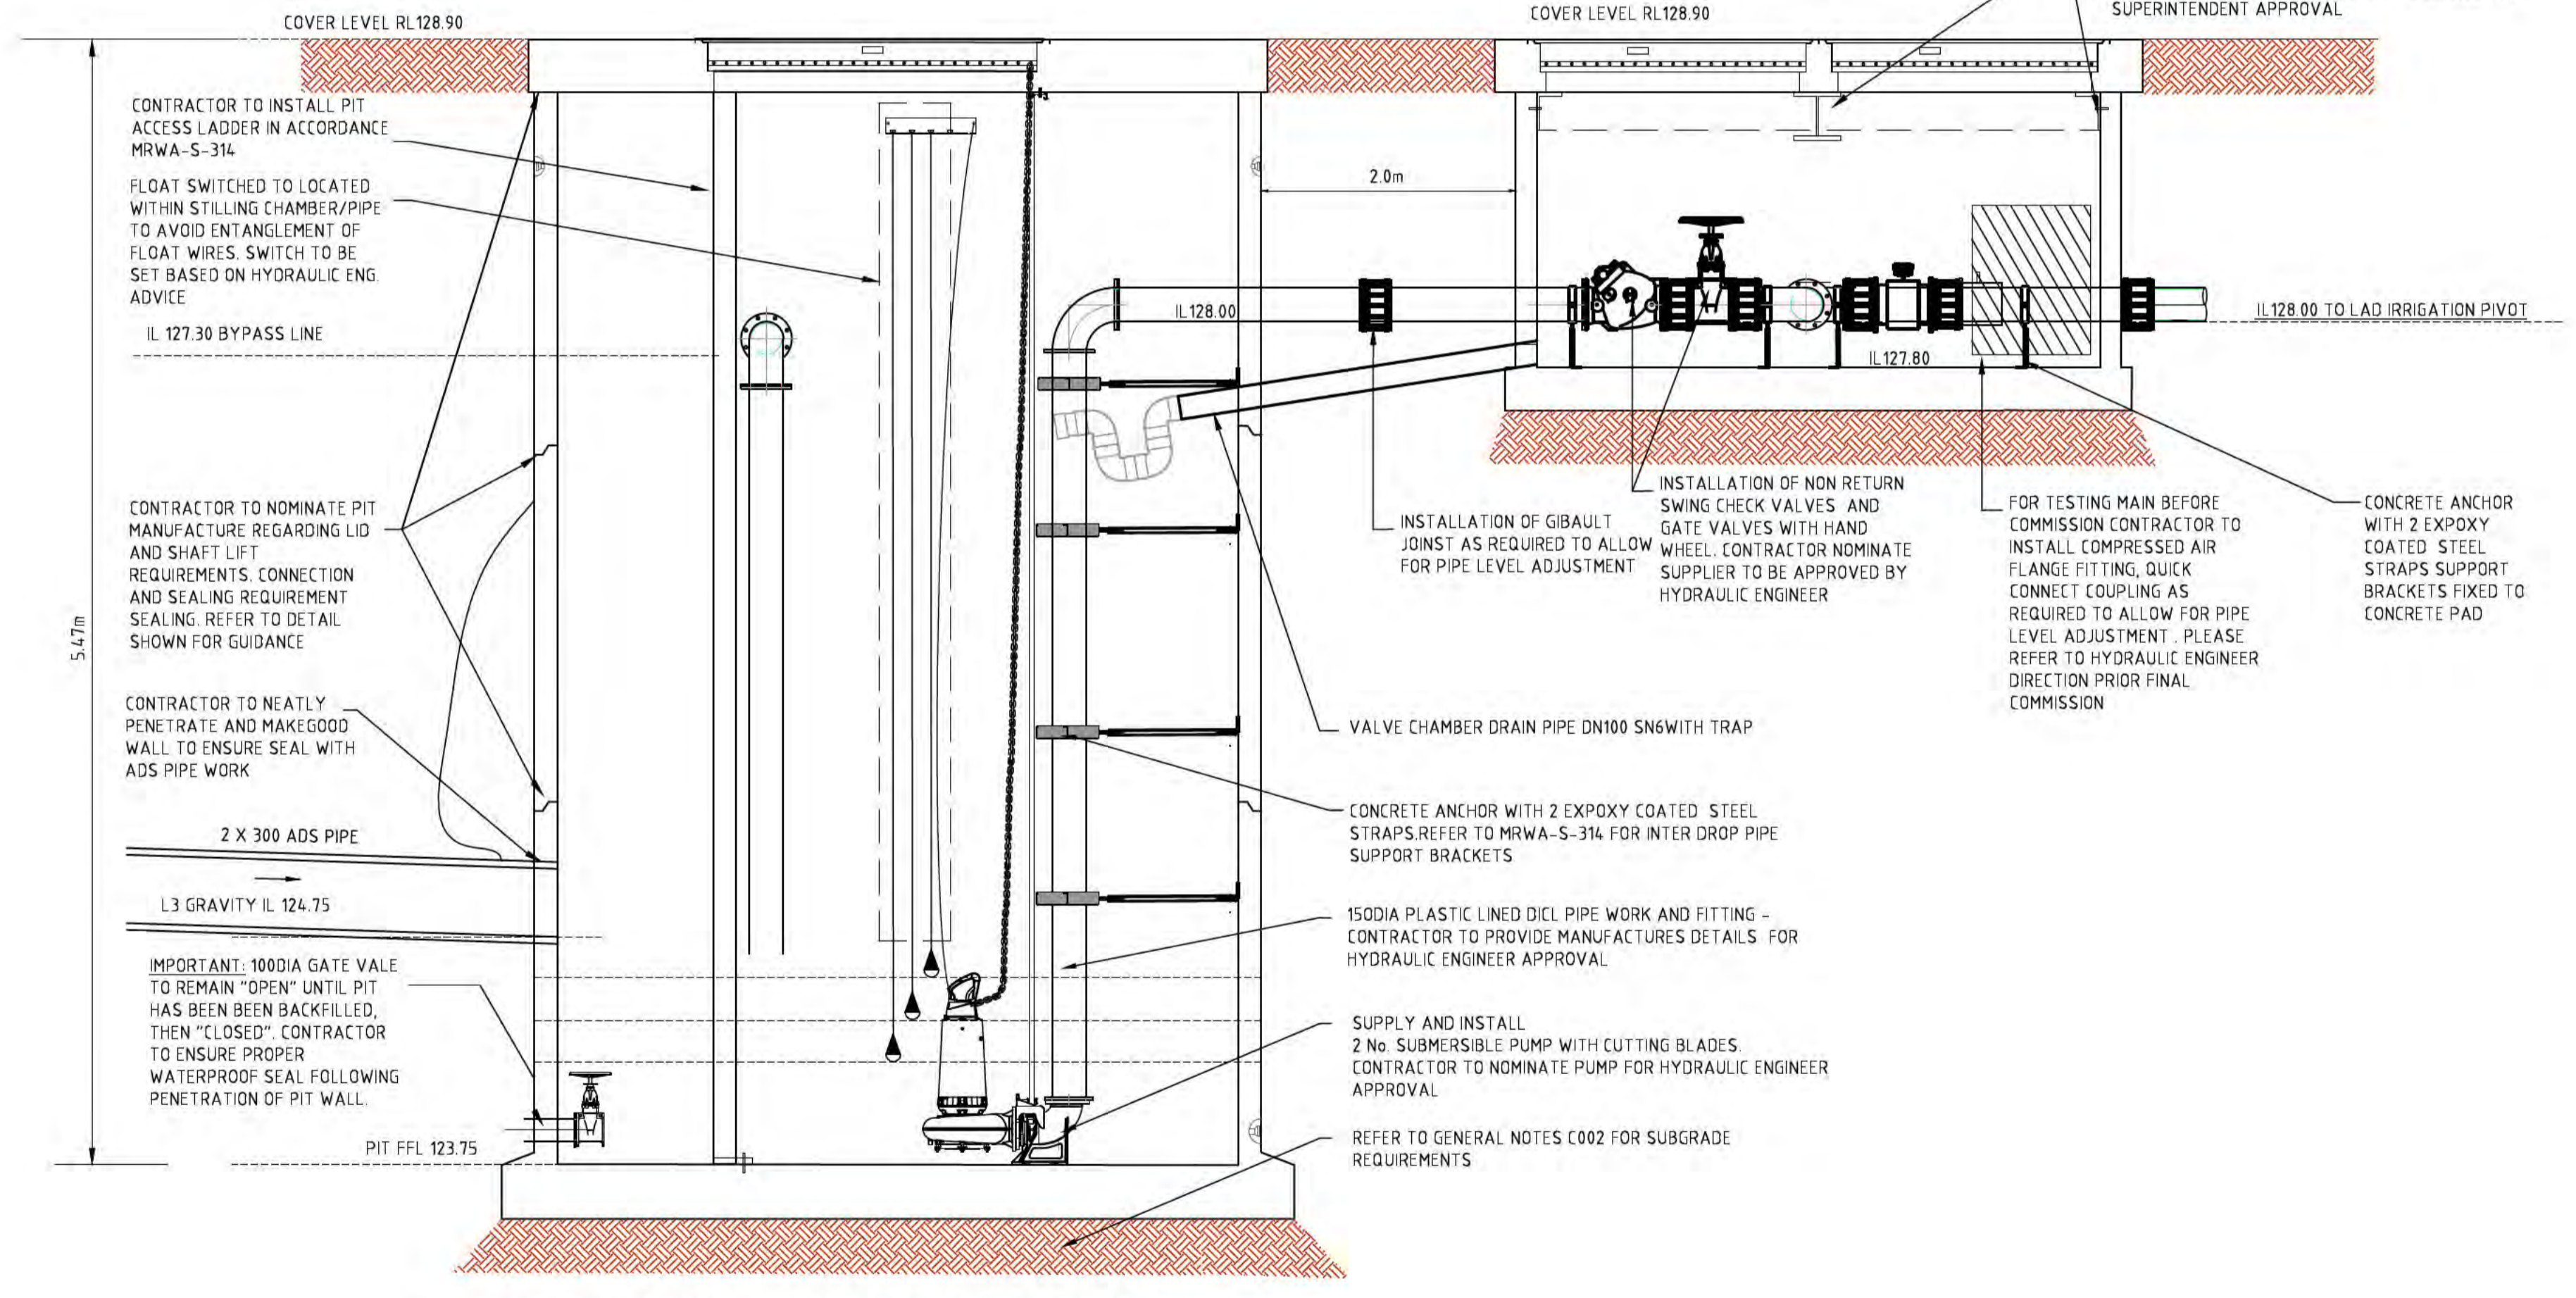 COVER LEVEL RL128.90
COVER LEVEL RL128.90
SUPERINTENDENT APPROVAL
CONTRACTOR TO INSTALL PIT
ACCESS LADDER IN ACCORDANCE
MRWA-S-314
FLOAT SWITCHED TO LOCATED
WITHIN STILLING CHAMBER/PIPE
TO AVOID ENTANGLEMENT OF
FLOAT WIRES. SWITCH TO BE
SET BASED ON HYDRAULIC ENG.
ADVICE
IL 127.30 BYPASS LINE
2.0m
IL128.00
IL127.80
IL128.00 TO LAD IRRIGATION PIVOT
5.47m
CONTRACTOR TO NOMINATE PIT
MANUFACTURE REGARDING LID
AND SHAFT LIFT
REQUIREMENTS. CONNECTION
AND SEALING REQUIREMENT
SEALING. REFER TO DETAIL
SHOWN FOR GUIDANCE
CONTRACTOR TO NEATLY
PENETRATE AND MAKEGOOD
WALL TO ENSURE SEAL WITH
ADS PIPE WORK
2 X 300 ADS PIPE
L3 GRAVITY IL 124.75
IMPORTANT: 100DIA GATE VALE
TO REMAIN "OPEN" UNTIL PIT
HAS BEEN BEEN BACKFILLED,
THEN "CLOSED". CONTRACTOR
TO ENSURE PROPER
WATERPROOF SEAL FOLLOWING
PENETRATION OF PIT WALL.
PIT FFL 123.75
INSTALLATION OF GIBAULT
JOINST AS REQUIRED TO ALLOW
FOR PIPE LEVEL ADJUSTMENT
INSTALLATION OF NON RETURN
SWING CHECK VALVES AND
GATE VALVES WITH HAND
WHEEL. CONTRACTOR NOMINATE
SUPPLIER TO BE APPROVED BY
HYDRAULIC ENGINEER
FOR TESTING MAIN BEFORE
COMMISSION CONTRACTOR TO
INSTALL COMPRESSED AIR
FLANGE FITTING, QUICK
CONNECT COUPLING AS
REQUIRED TO ALLOW FOR PIPE
LEVEL ADJUSTMENT . PLEASE
REFER TO HYDRAULIC ENGINEER
DIRECTION PRIOR FINAL
COMMISSION
CONCRETE ANCHOR
WITH 2 EXPOXY
COATED STEEL
STRAPS SUPPORT
BRACKETS FIXED TO
CONCRETE PAD
VALVE CHAMBER DRAIN PIPE DN100 SN6WITH TRAP
CONCRETE ANCHOR WITH 2 EXPOXY COATED STEEL
STRAPS.REFER TO MRWA-S-314 FOR INTER DROP PIPE
SUPPORT BRACKETS
150DIA PLASTIC LINED DICL PIPE WORK AND FITTING -
CONTRACTOR TO PROVIDE MANUFACTURES DETAILS FOR
HYDRAULIC ENGINEER APPROVAL
SUPPLY AND INSTALL
2 No. SUBMERSIBLE PUMP WITH CUTTING BLADES.
CONTRACTOR TO NOMINATE PUMP FOR HYDRAULIC ENGINEER
APPROVAL
REFER TO GENERAL NOTES C002 FOR SUBGRADE
REQUIREMENTS